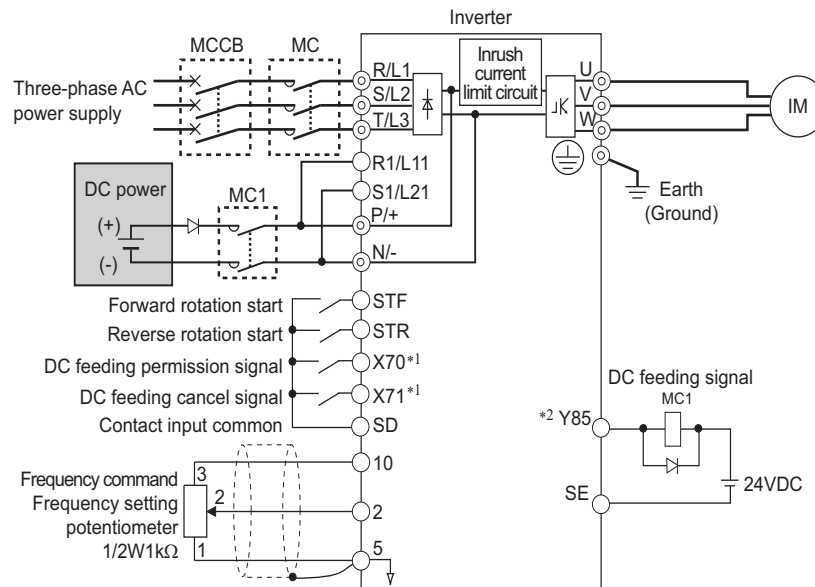 Inverter
MCCB
MC
Three-phase AC
power supply
R/L1
S/L2
T/L3
Inrush
current
limit circuit
U
V
W
IM
R1/L11
S1/L21
P/+
N/-
DC power
(+)
(-)
MC1
Earth
(Ground)
Forward rotation start
STF
Reverse rotation start
STR
DC feeding permission signal
X70*1
DC feeding cancel signal
X71*1
Contact input common
SD
DC feeding signal
MC1
*2 Y85
SE
24VDC
Frequency command
Frequency setting
potentiometer
1/2W1kΩ
3
2
1
10
2
5